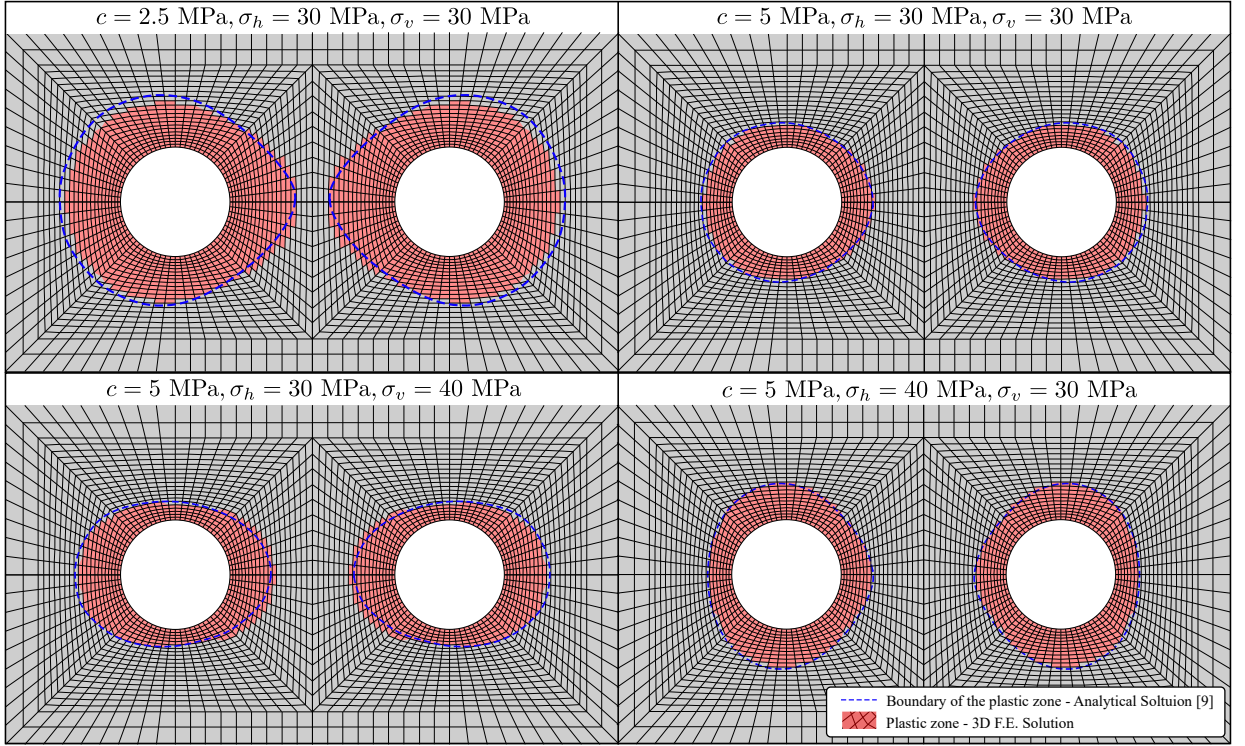 c = 2.5 MPa, σ_h = 30 MPa, σ_v = 30 MPa
c = 5 MPa, σ_h = 30 MPa, σ_v = 30 MPa
c = 5 MPa, σ_h = 30 MPa, σ_v = 40 MPa
c = 5 MPa, σ_h = 40 MPa, σ_v = 30 MPa
Boundary of the plastic zone - Analytical Soltuion [9]
Plastic zone - 3D F.E. Solution